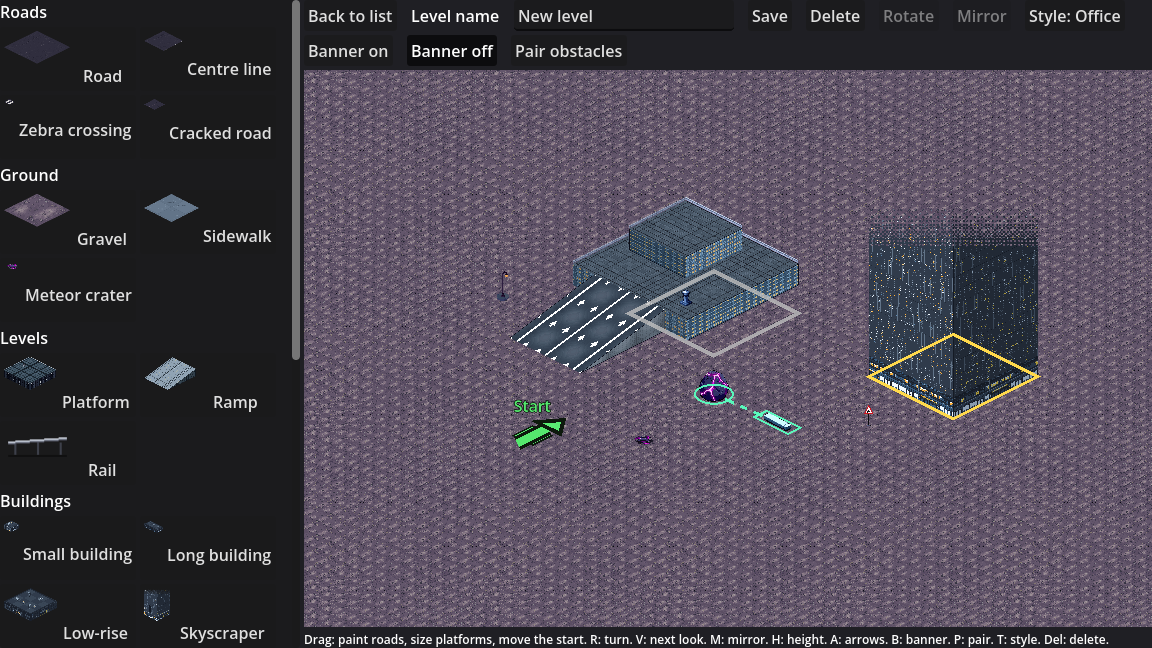 Roads
Back to list Level name New level Save Delete Rotate Mirror Style: Office
Banner on Banner off Pair obstacles
Road Centre line
Zebra crossing Cracked road
Ground
Gravel Sidewalk
Meteor crater
Levels
Platform Ramp
Rail
Buildings
Small building Long building
Low-rise Skyscraper
Start
Drag: paint roads, size platforms, move the start. R: turn. V: next look. M: mirror. H: height. A: arrows. B: banner. P: pair. T: style. Del: delete.